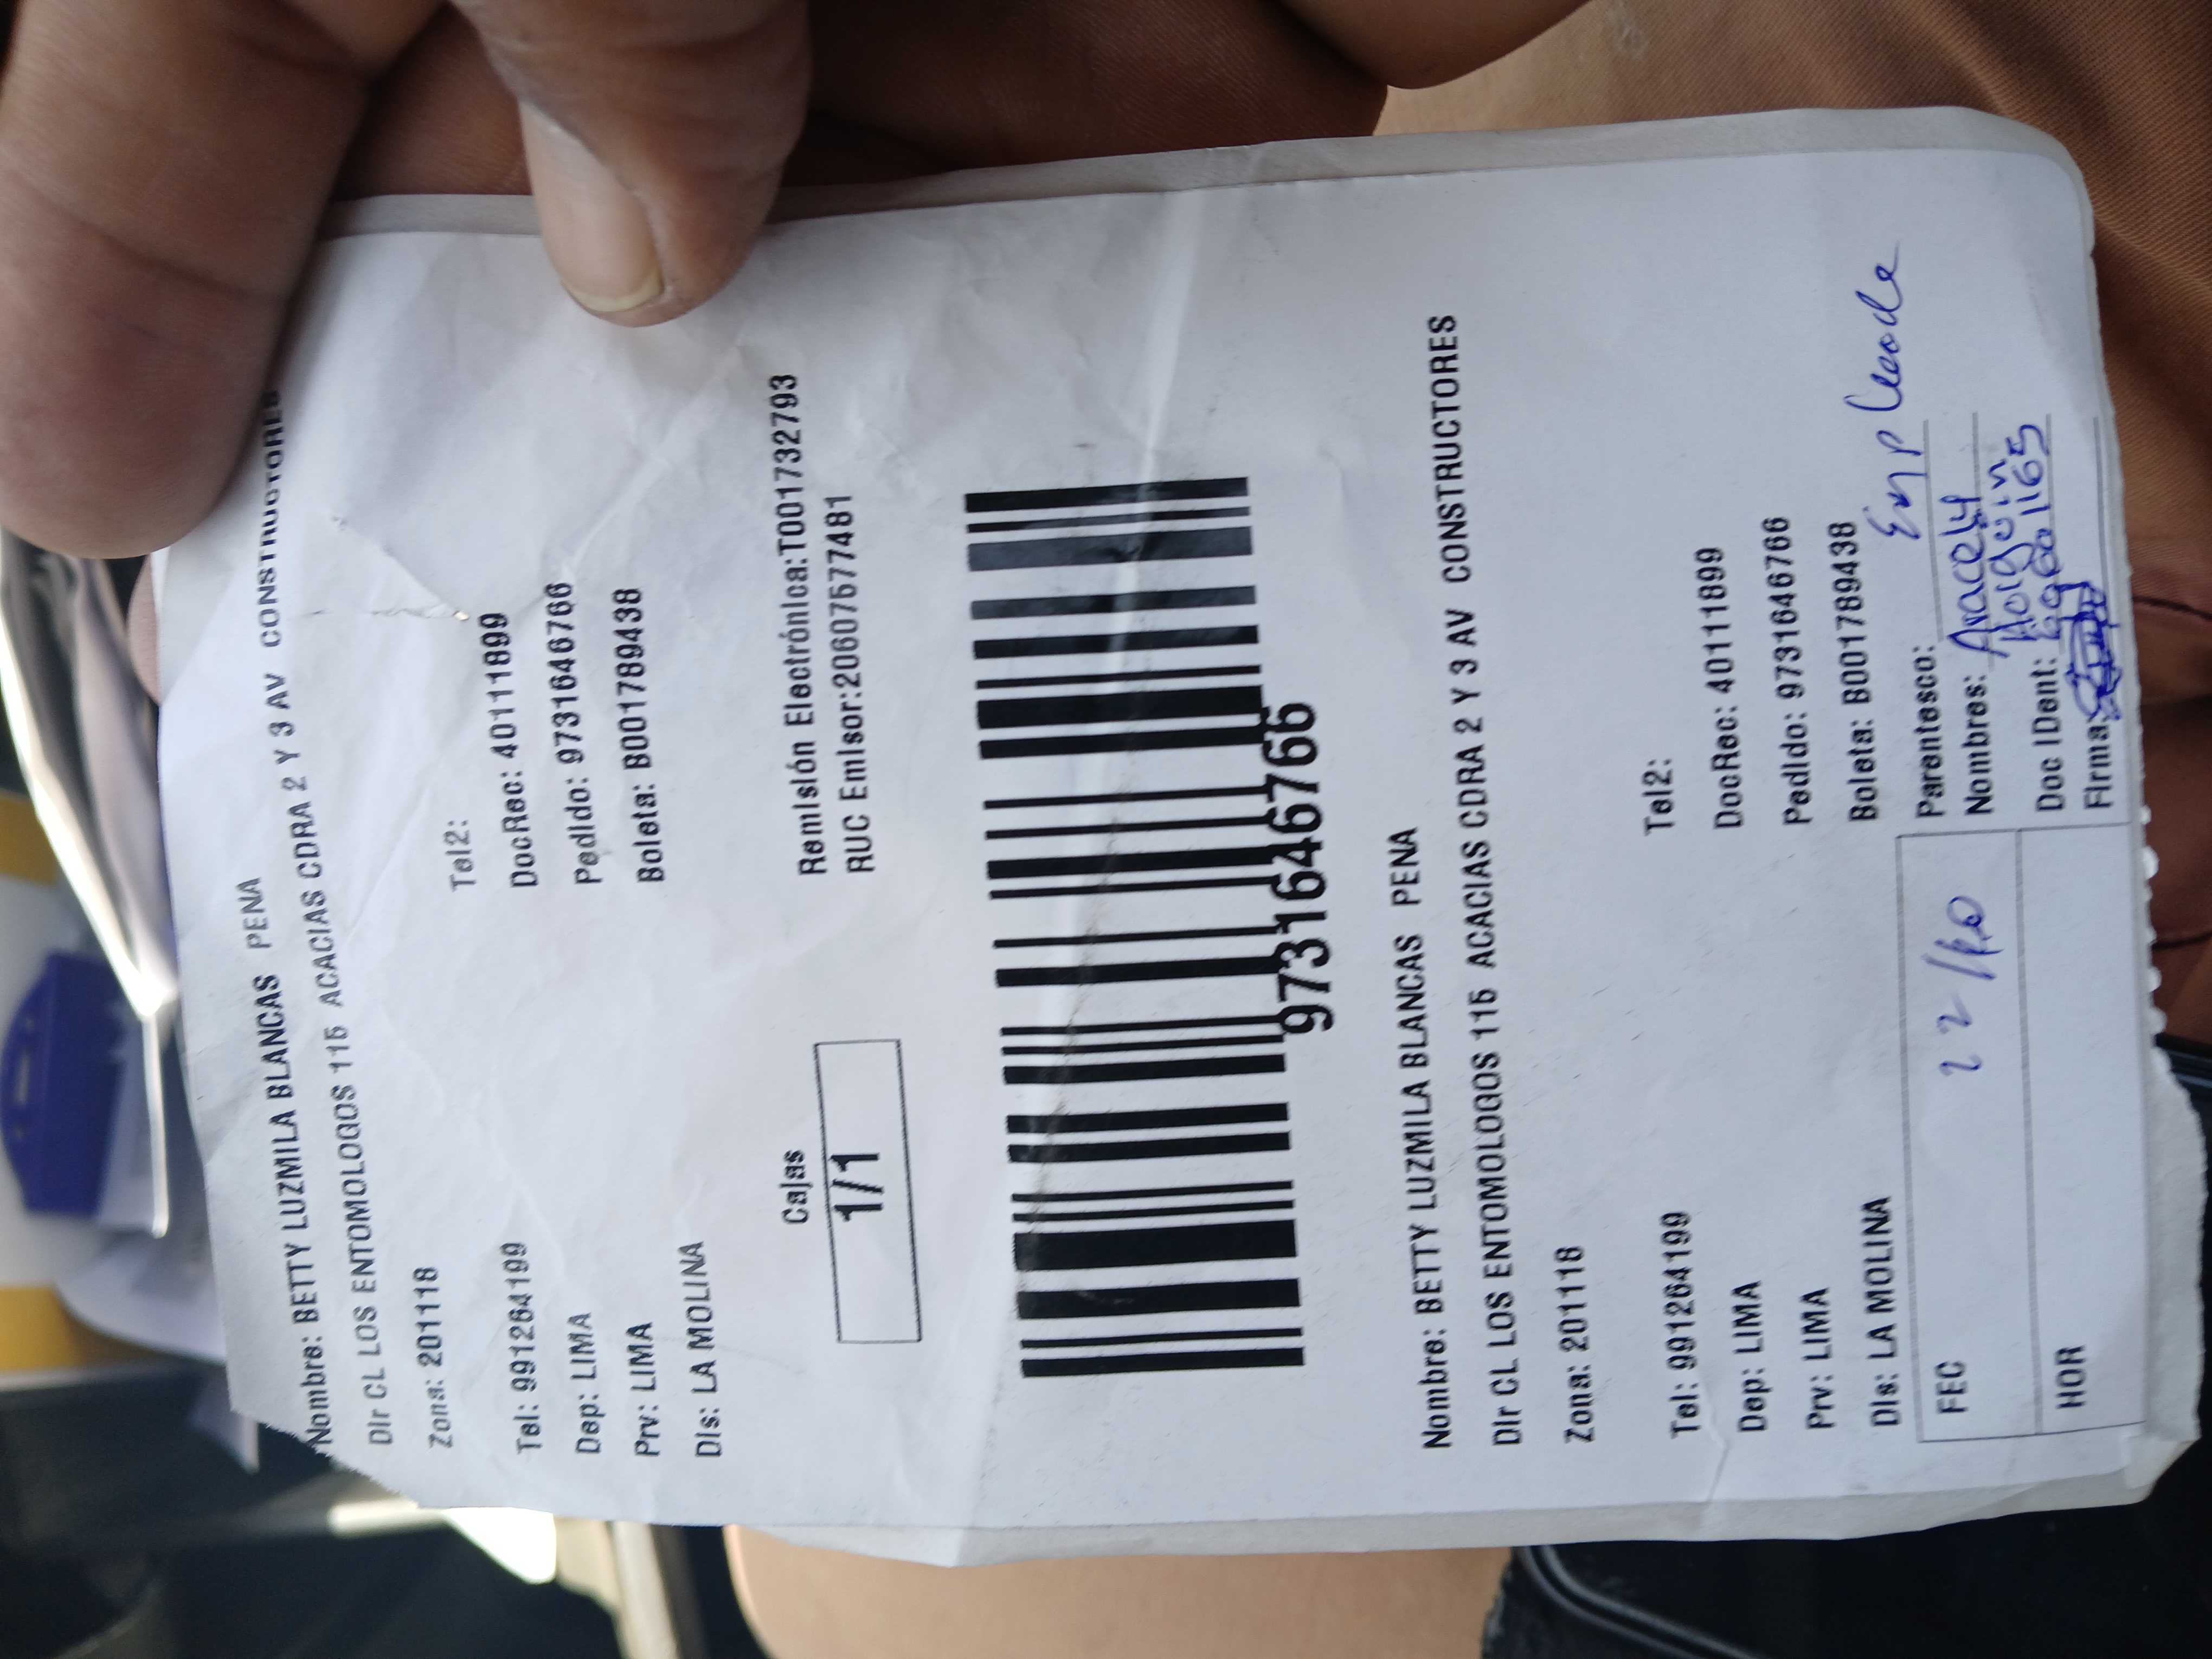 Nombre: BETTY LUZMILA BLANCAS PENA
Dir CL LOS ENTOMOLOGOS 115 ACACIAS CDRA 2 Y 3 AV CONSTRUCTORES
Zona: 201118
Tel2:
Tel: 991264199 DocRec: 40111899
Dep: LIMA Pedido: 9731646766
Prv: LIMA Boleta: B001789438
Dis: LA MOLINA
Cajas
1/1
Remisión Electrónica:T001732793
RUC Emisor:20607577481
9731646766
Nombre: BETTY LUZMILA BLANCAS PENA
Dir CL LOS ENTOMOLOGOS 115 ACACIAS CDRA 2 Y 3 AV CONSTRUCTORES
Zona: 201118
Tel2:
Tel: 991264199 DocRec: 40111899
Dep: LIMA Pedido: 9731646766
Prv: LIMA Boleta: B001789438
Dis: LA MOLINA
FEC 22/10
HOR
Parentesco: Emp
Nombres: Aracely
Holguin
Doc IDent:
Firma: